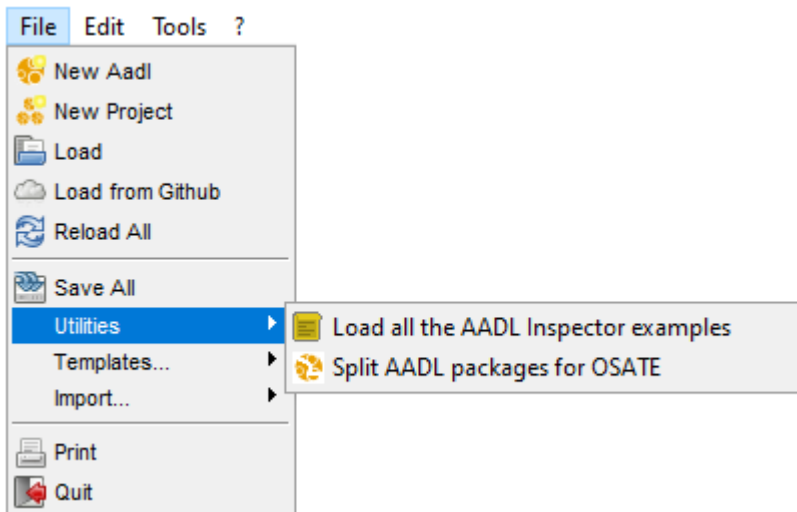 File Edit Tools ?
New Aadl
New Project
Load
Load from Github
Reload All
Save All
Utilities
Load all the AADL Inspector examples
Split AADL packages for OSATE
Templates...
Import...
Print
Quit